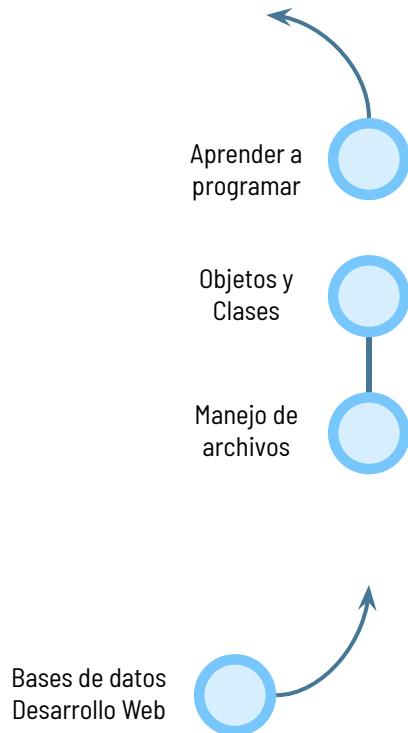 Aprender a
programar
Objetos y
Clases
Manejo de
archivos
Bases de datos
Desarrollo Web